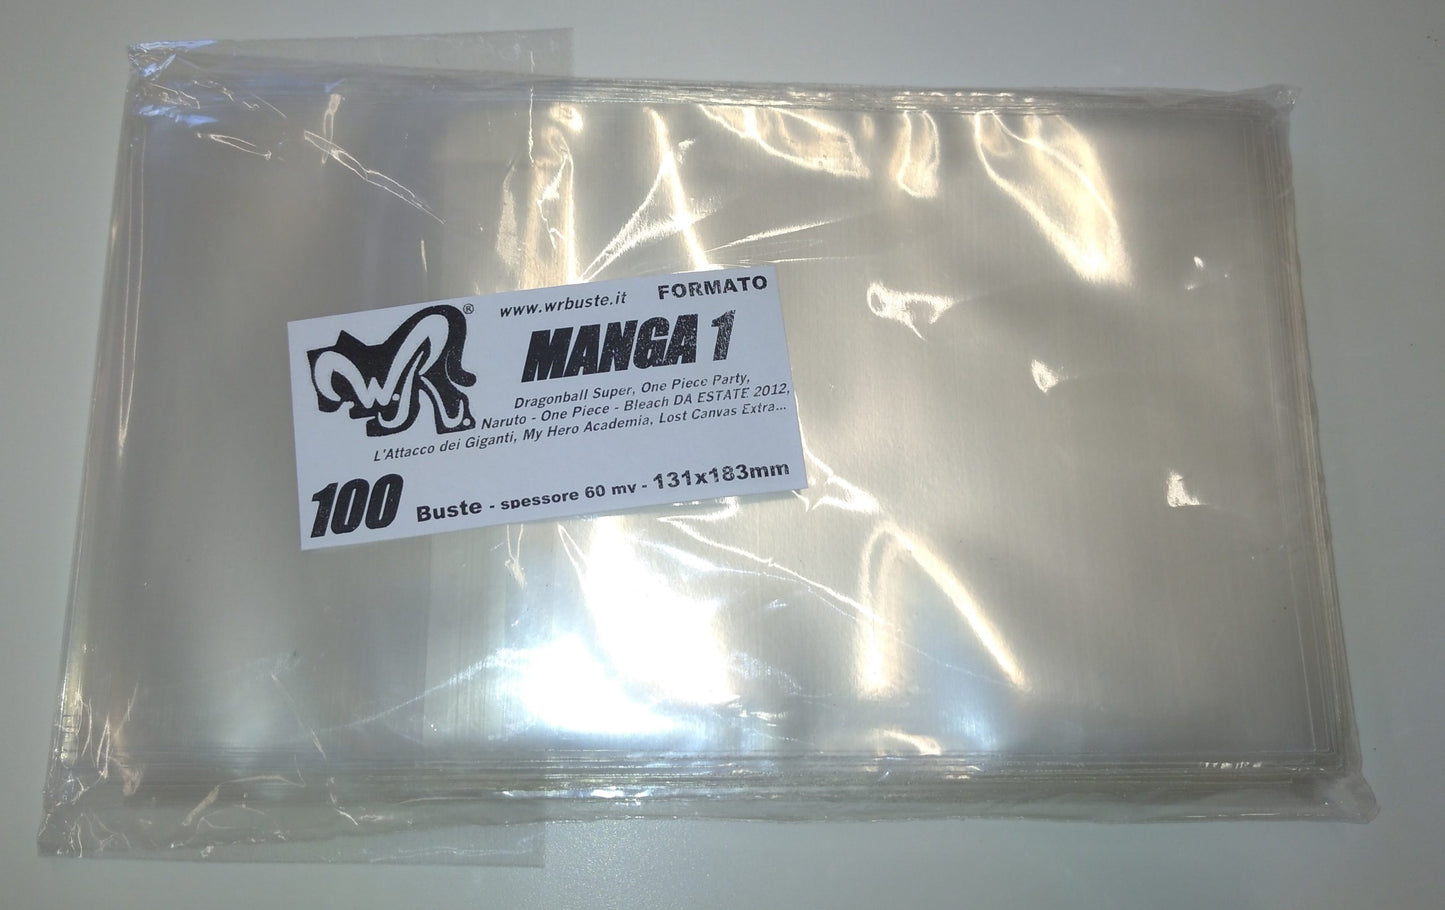 W.R.®
www.wrbuste.it FORMATO
MANGA 1
Dragonball Super, One Piece Party,
Naruto - One Piece - Bleach DA ESTATE 2012,
L'Attacco dei Giganti, My Hero Academia, Lost Canvas Extra...
100 Buste - spessore 60 my - 131x183mm